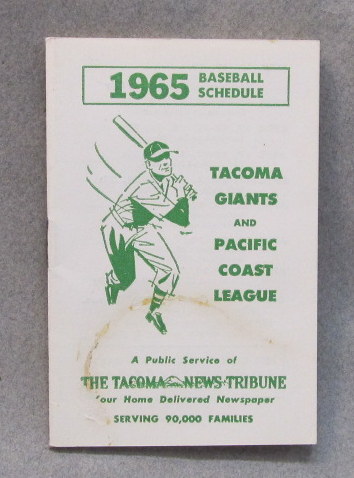 1965 BASEBALL SCHEDULE
TACOMA
GIANTS
AND
PACIFIC
COAST
LEAGUE
A Public Service of
THE TACOMA NEWS TRIBUNE
Your Home Delivered Newspaper
SERVING 90,000 FAMILIES